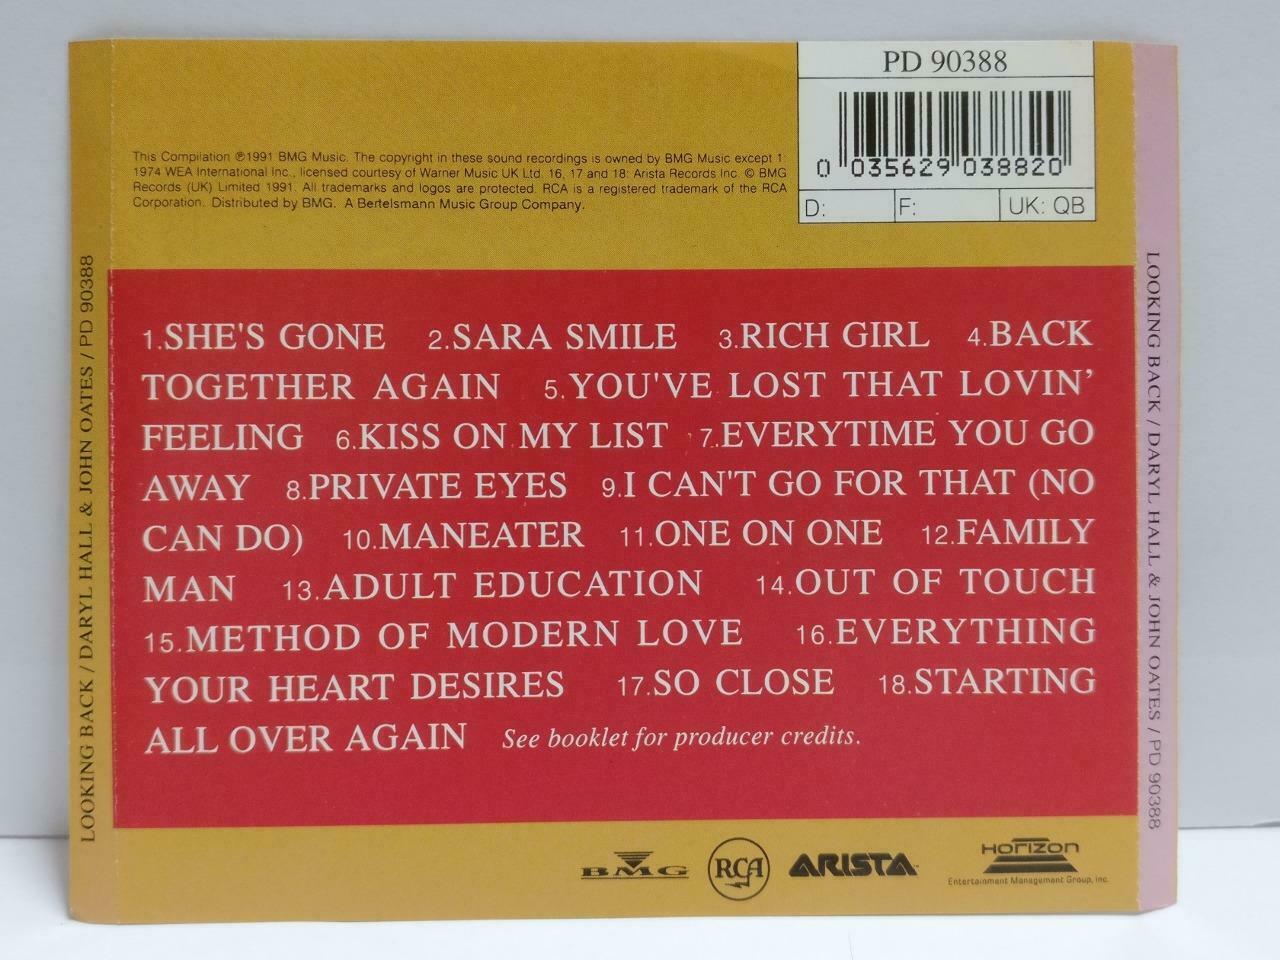 PD 90388
0 035629 038820
D: F: UK: QB
This Compilation ℗1991 BMG Music. The copyright in these sound recordings is owned by BMG Music except 1:
1974 WEA International Inc., licensed courtesy of Warner Music UK Ltd. 16, 17 and 18: Arista Records Inc. © BMG
Records (UK) Limited 1991. All trademarks and logos are protected. RCA is a registered trademark of the RCA
Corporation. Distributed by BMG. A Bertelsmann Music Group Company.
LOOKING BACK / DARYL HALL & JOHN OATES / PD 90388
1.SHE'S GONE 2.SARA SMILE 3.RICH GIRL 4.BACK
TOGETHER AGAIN 5.YOU'VE LOST THAT LOVIN'
FEELING 6.KISS ON MY LIST 7.EVERYTIME YOU GO
AWAY 8.PRIVATE EYES 9.I CAN'T GO FOR THAT (NO
CAN DO) 10.MANEATER 11.ONE ON ONE 12.FAMILY
MAN 13.ADULT EDUCATION 14.OUT OF TOUCH
15.METHOD OF MODERN LOVE 16.EVERYTHING
YOUR HEART DESIRES 17.SO CLOSE 18.STARTING
ALL OVER AGAIN See booklet for producer credits.
LOOKING BACK / DARYL HALL & JOHN OATES / PD 90388
BMG RCA ARISTA HORIZON
Entertainment Management Group, Inc.